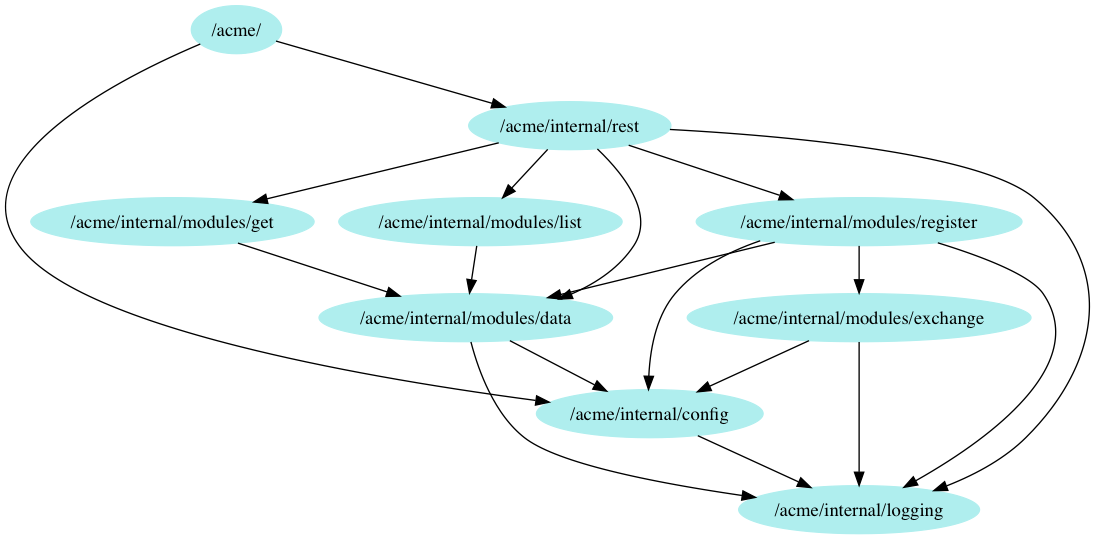 /acme/
/acme/internal/rest
/acme/internal/modules/get
/acme/internal/modules/list
/acme/internal/modules/register
/acme/internal/modules/data
/acme/internal/modules/exchange
/acme/internal/config
/acme/internal/logging